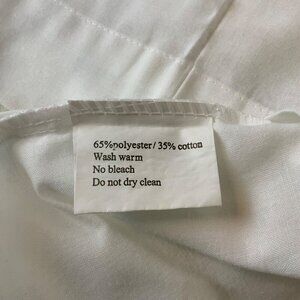 65%polyester/ 35% cotton
Wash warm
No bleach
Do not dry clean